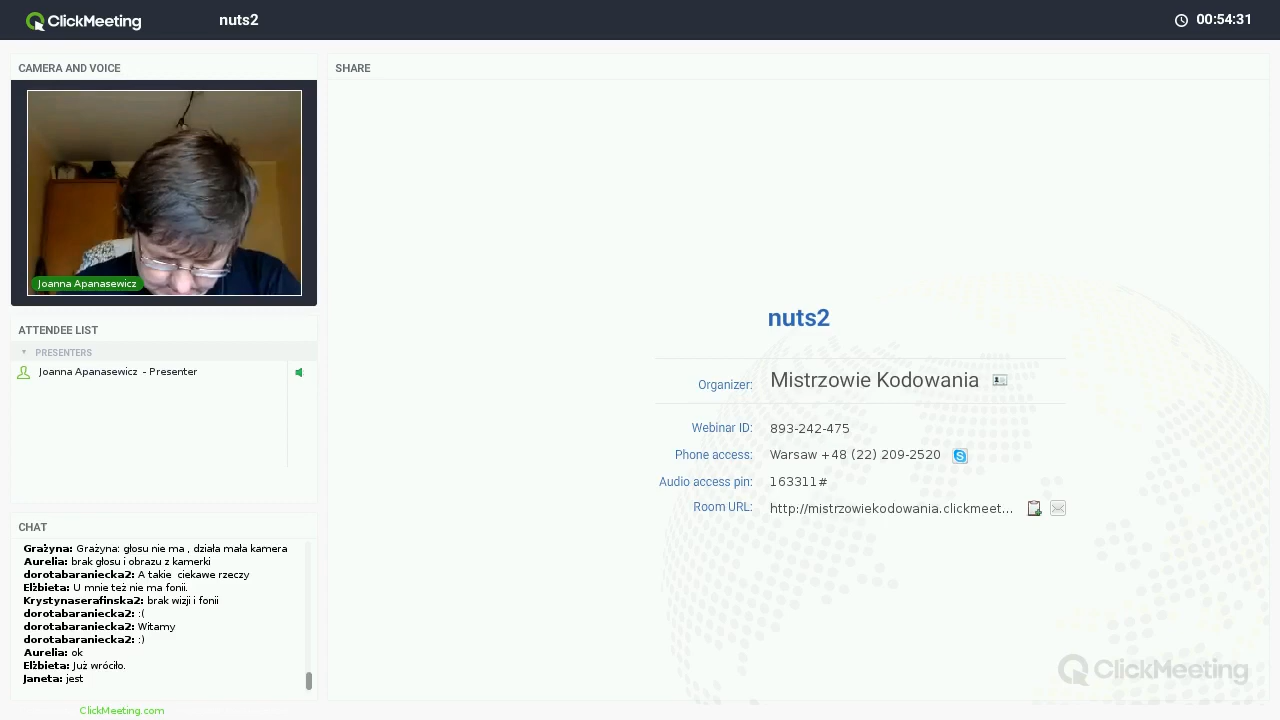 ClickMeeting
nuts2
00:54:31
CAMERA AND VOICE
Joanna Apanasewicz
ATTENDEE LIST
PRESENTERS
Joanna Apanasewicz - Presenter
CHAT
Grażyna: Grażyna: głosu nie ma , działa mała kamera
Aurelia: brak głosu i obrazu z kamerki
dorotabaraniecka2: A takie ciekawe rzeczy
Elżbieta: U mnie też nie ma fonii.
Krystynaserafinska2: brak wizji i fonii
dorotabaraniecka2: :(
dorotabaraniecka2: Witamy
dorotabaraniecka2: :)
Aurelia: ok
Elżbieta: Już wróciło.
Janeta: jest
ClickMeeting.com
SHARE
nuts2
Organizer: Mistrzowie Kodowania
Webinar ID: 893-242-475
Phone access: Warsaw +48 (22) 209-2520
Audio access pin: 163311#
Room URL: http://mistrzowiekodowania.clickmeet...
ClickMeeting